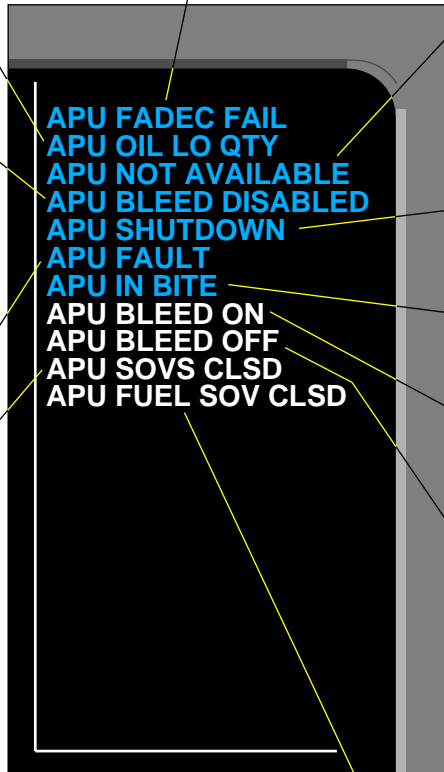 APU FADEC FAIL
APU OIL LO QTY
APU NOT AVAILABLE
APU BLEED DISABLED
APU SHUTDOWN
APU FAULT
APU IN BITE
APU BLEED ON
APU BLEED OFF
APU SOVS CLSD
APU FUEL SOV CLSD